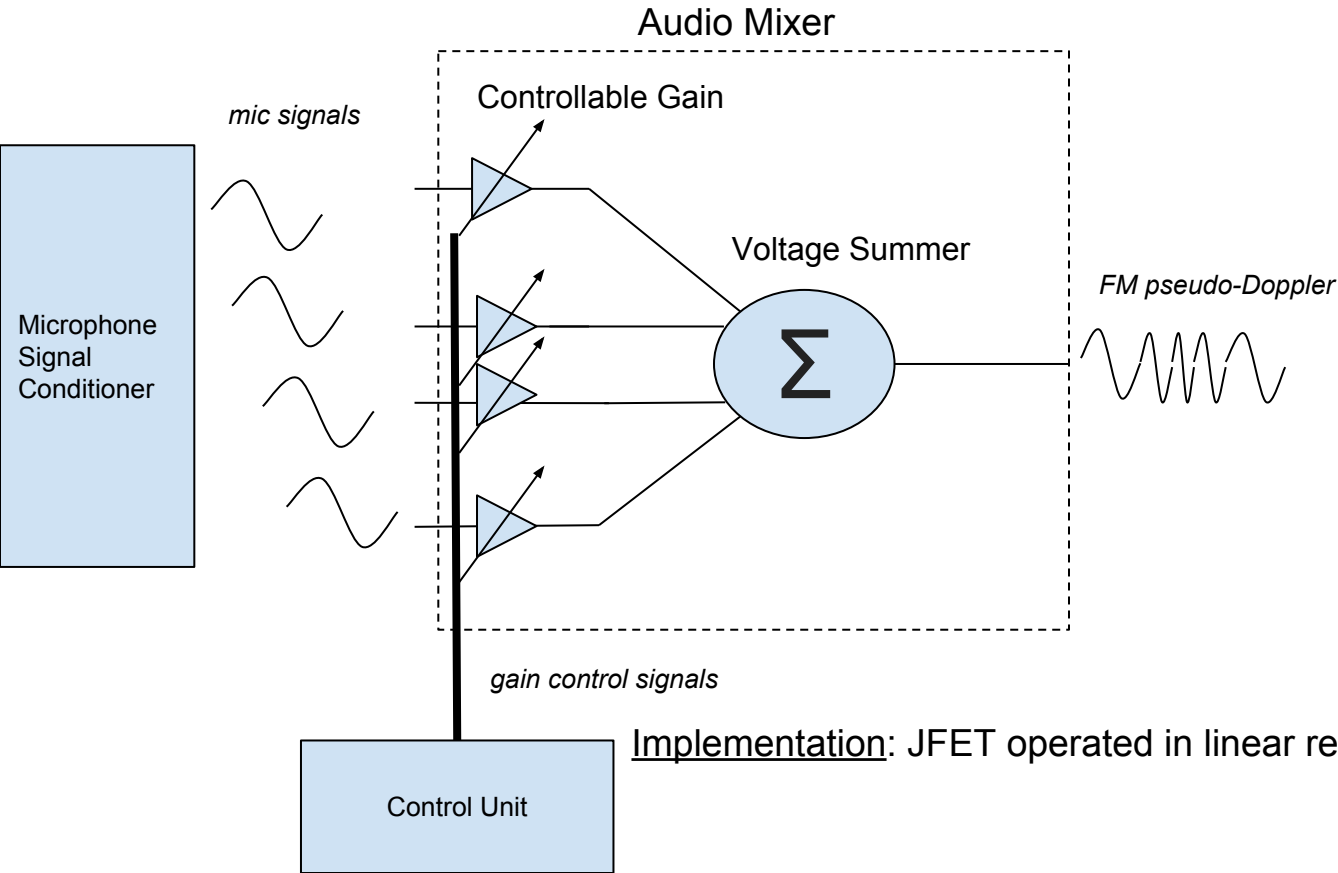 Audio Mixer
mic signals
Controllable Gain
Microphone
Signal
Conditioner
Voltage Summer
Σ
FM pseudo-Doppler
gain control signals
Implementation: JFET operated in linear re
Control Unit